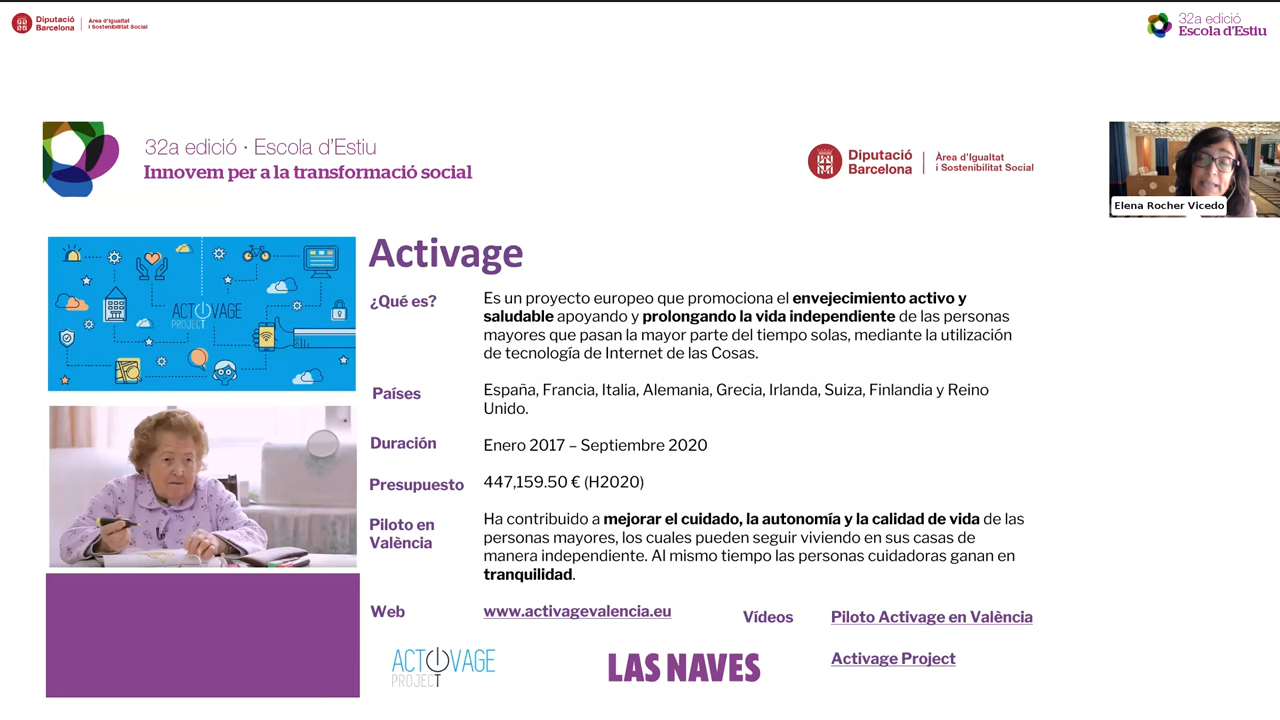 Diputació
Barcelona
Àrea d'Igualtat
i Sostenibilitat Social
32a edició
Escola d'Estiu
32a edició · Escola d'Estiu
Innovem per a la transformació social
Diputació
Barcelona
Àrea d'Igualtat
i Sostenibilitat Social
Elena Rocher Vicedo
ACTIVAGE
PROJECT
Activage
¿Qué es?
Es un proyecto europeo que promociona el envejecimiento activo y
saludable apoyando y prolongando la vida independiente de las personas
mayores que pasan la mayor parte del tiempo solas, mediante la utilización
de tecnología de Internet de las Cosas.
Países
España, Francia, Italia, Alemania, Grecia, Irlanda, Suiza, Finlandia y Reino
Unido.
Duración
Enero 2017 – Septiembre 2020
Presupuesto
447,159.50 € (H2020)
Piloto en
València
Ha contribuido a mejorar el cuidado, la autonomía y la calidad de vida de las
personas mayores, los cuales pueden seguir viviendo en sus casas de
manera independiente. Al mismo tiempo las personas cuidadoras ganan en
tranquilidad.
Web
www.activagevalencia.eu
Vídeos
Piloto Activage en València
Activage Project
ACTIVAGE
PROJECT
LAS NAVES